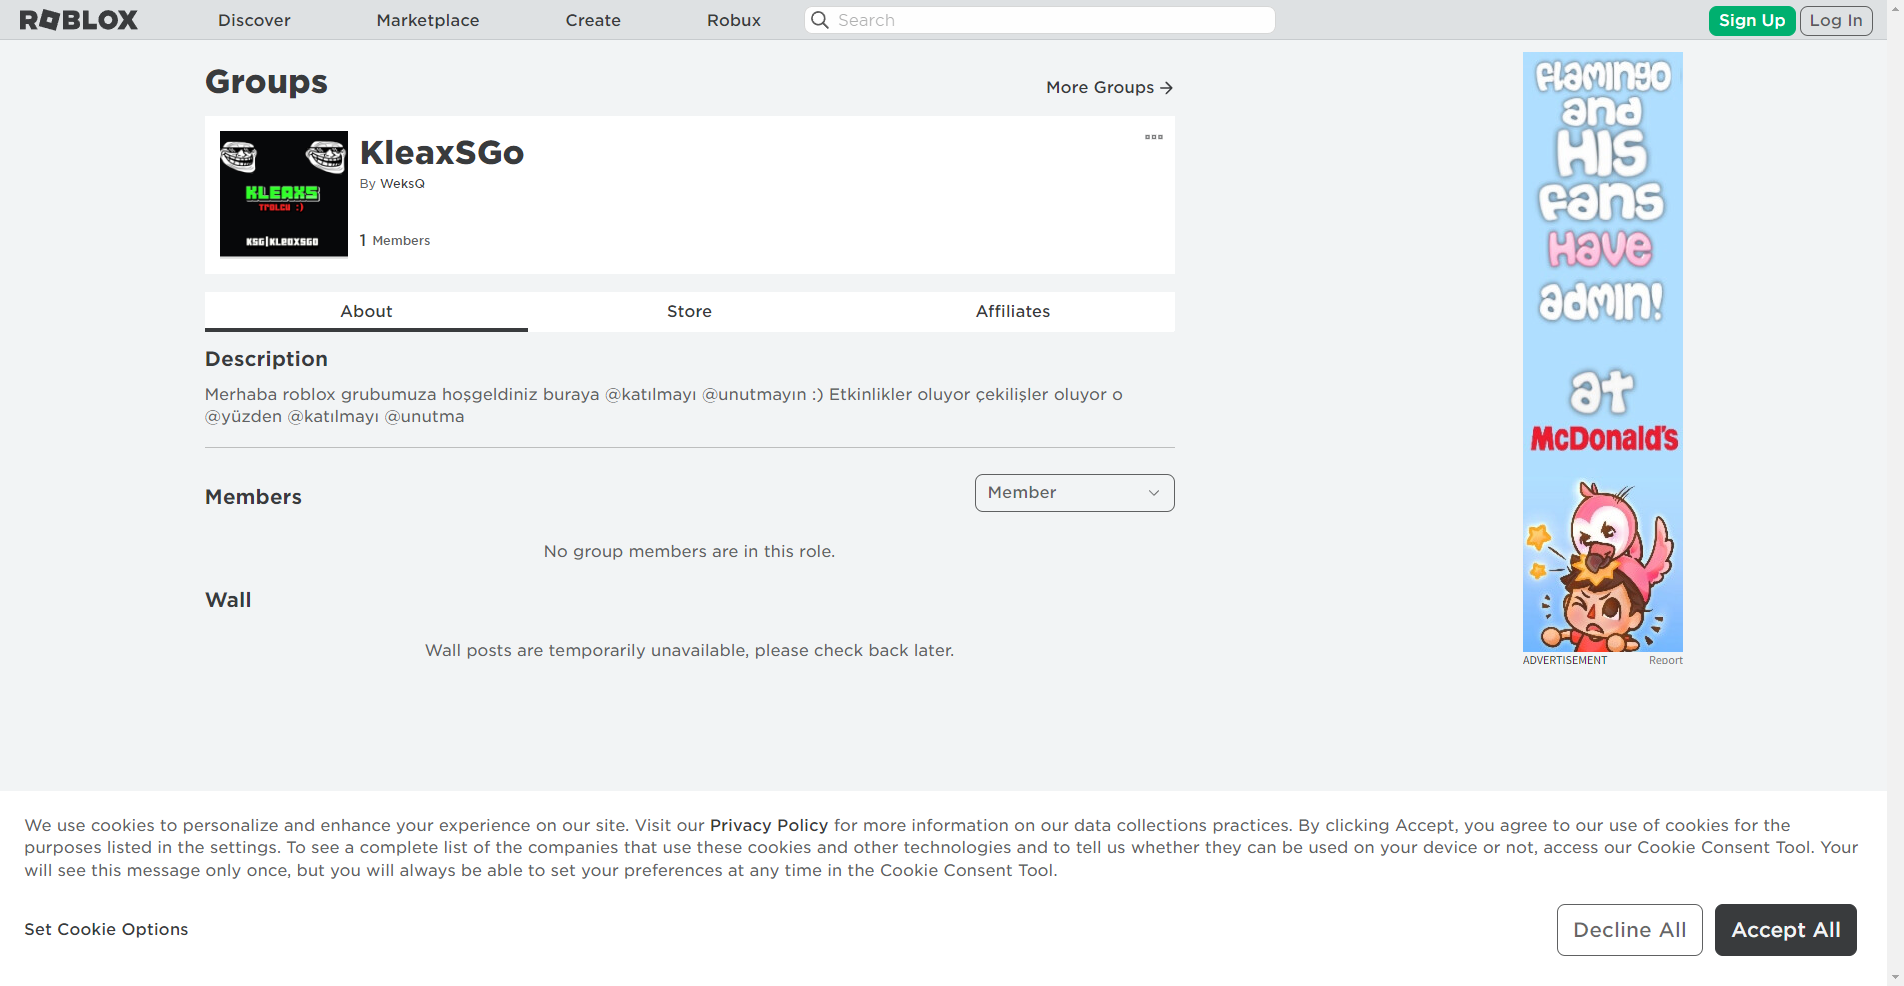 ROBLOX
Discover
Marketplace
Create
Robux
Search
Sign Up
Log In
Groups
More Groups
KLEAXS
TROLCU :)
KSG|KLEAXSGO
KleaxSGo
By WeksQ
1 Members
About
Store
Affiliates
Description
Merhaba roblox grubumuza hoşgeldiniz buraya @katılmayı @unutmayın :) Etkinlikler oluyor çekilişler oluyor o
@yüzden @katılmayı @unutma
Members
Member
No group members are in this role.
Wall
Wall posts are temporarily unavailable, please check back later.
flamingo
and
HIS
fans
Have
admin!
at
McDonald's
ADVERTISEMENT
Report
We use cookies to personalize and enhance your experience on our site. Visit our Privacy Policy for more information on our data collections practices. By clicking Accept, you agree to our use of cookies for the
purposes listed in the settings. To see a complete list of the companies that use these cookies and other technologies and to tell us whether they can be used on your device or not, access our Cookie Consent Tool. Your
will see this message only once, but you will always be able to set your preferences at any time in the Cookie Consent Tool.
Set Cookie Options
Decline All
Accept All